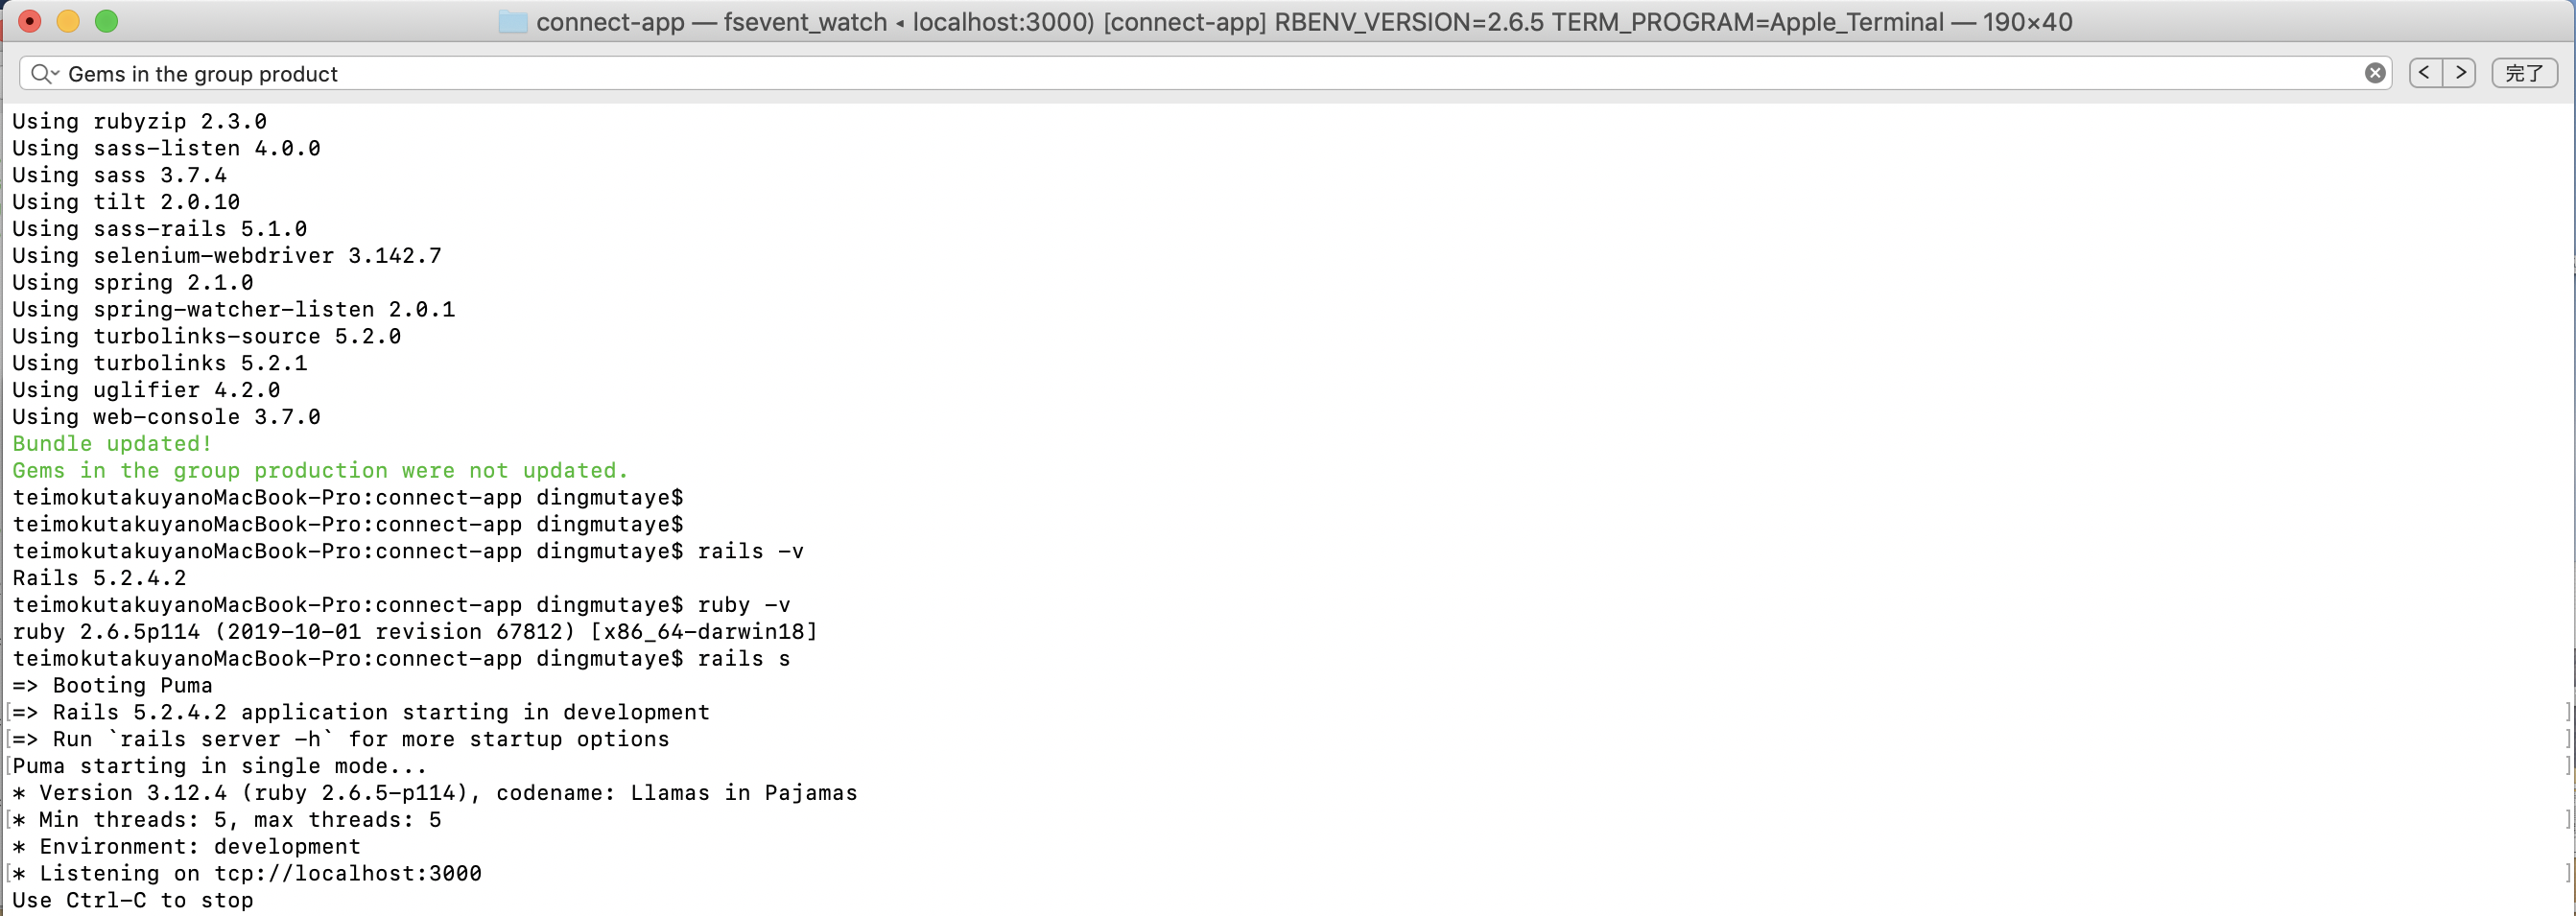 connect-app — fsevent_watch ◂ localhost:3000) [connect-app] RBENV_VERSION=2.6.5 TERM_PROGRAM=Apple_Terminal — 190×40
Gems in the group product
< > 完了
Using rubyzip 2.3.0
Using sass-listen 4.0.0
Using sass 3.7.4
Using tilt 2.0.10
Using sass-rails 5.1.0
Using selenium-webdriver 3.142.7
Using spring 2.1.0
Using spring-watcher-listen 2.0.1
Using turbolinks-source 5.2.0
Using turbolinks 5.2.1
Using uglifier 4.2.0
Using web-console 3.7.0
Bundle updated!
Gems in the group production were not updated.
teimokutakuyanoMacBook-Pro:connect-app dingmutaye$
teimokutakuyanoMacBook-Pro:connect-app dingmutaye$
teimokutakuyanoMacBook-Pro:connect-app dingmutaye$ rails -v
Rails 5.2.4.2
teimokutakuyanoMacBook-Pro:connect-app dingmutaye$ ruby -v
ruby 2.6.5p114 (2019-10-01 revision 67812) [x86_64-darwin18]
teimokutakuyanoMacBook-Pro:connect-app dingmutaye$ rails s
=> Booting Puma
[=> Rails 5.2.4.2 application starting in development ]
[=> Run `rails server -h` for more startup options ]
[Puma starting in single mode... ]
* Version 3.12.4 (ruby 2.6.5-p114), codename: Llamas in Pajamas
[* Min threads: 5, max threads: 5 ]
* Environment: development
[* Listening on tcp://localhost:3000 ]
Use Ctrl-C to stop